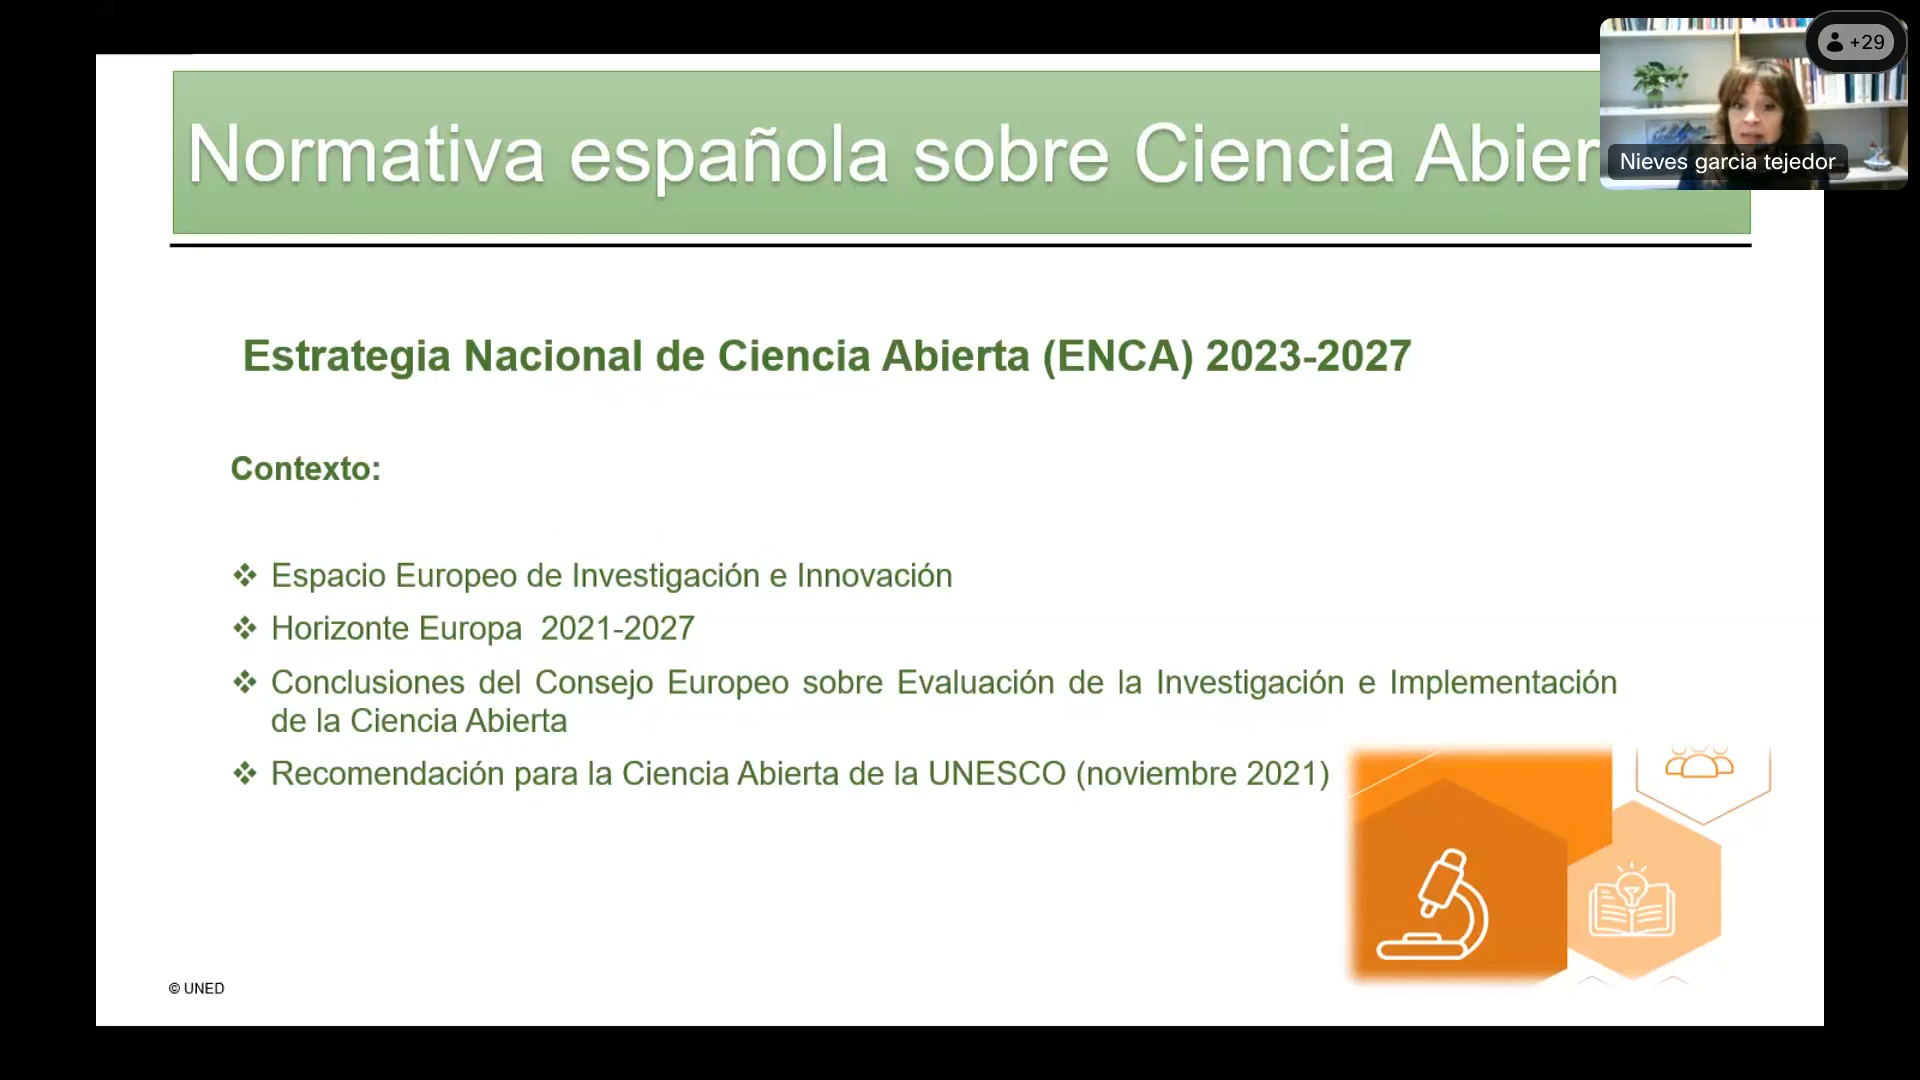 Normativa española sobre Ciencia Abier
+29
Nieves garcia tejedor
Estrategia Nacional de Ciencia Abierta (ENCA) 2023-2027
Contexto:
❖ Espacio Europeo de Investigación e Innovación
❖ Horizonte Europa 2021-2027
❖ Conclusiones del Consejo Europeo sobre Evaluación de la Investigación e Implementación
de la Ciencia Abierta
❖ Recomendación para la Ciencia Abierta de la UNESCO (noviembre 2021)
© UNED